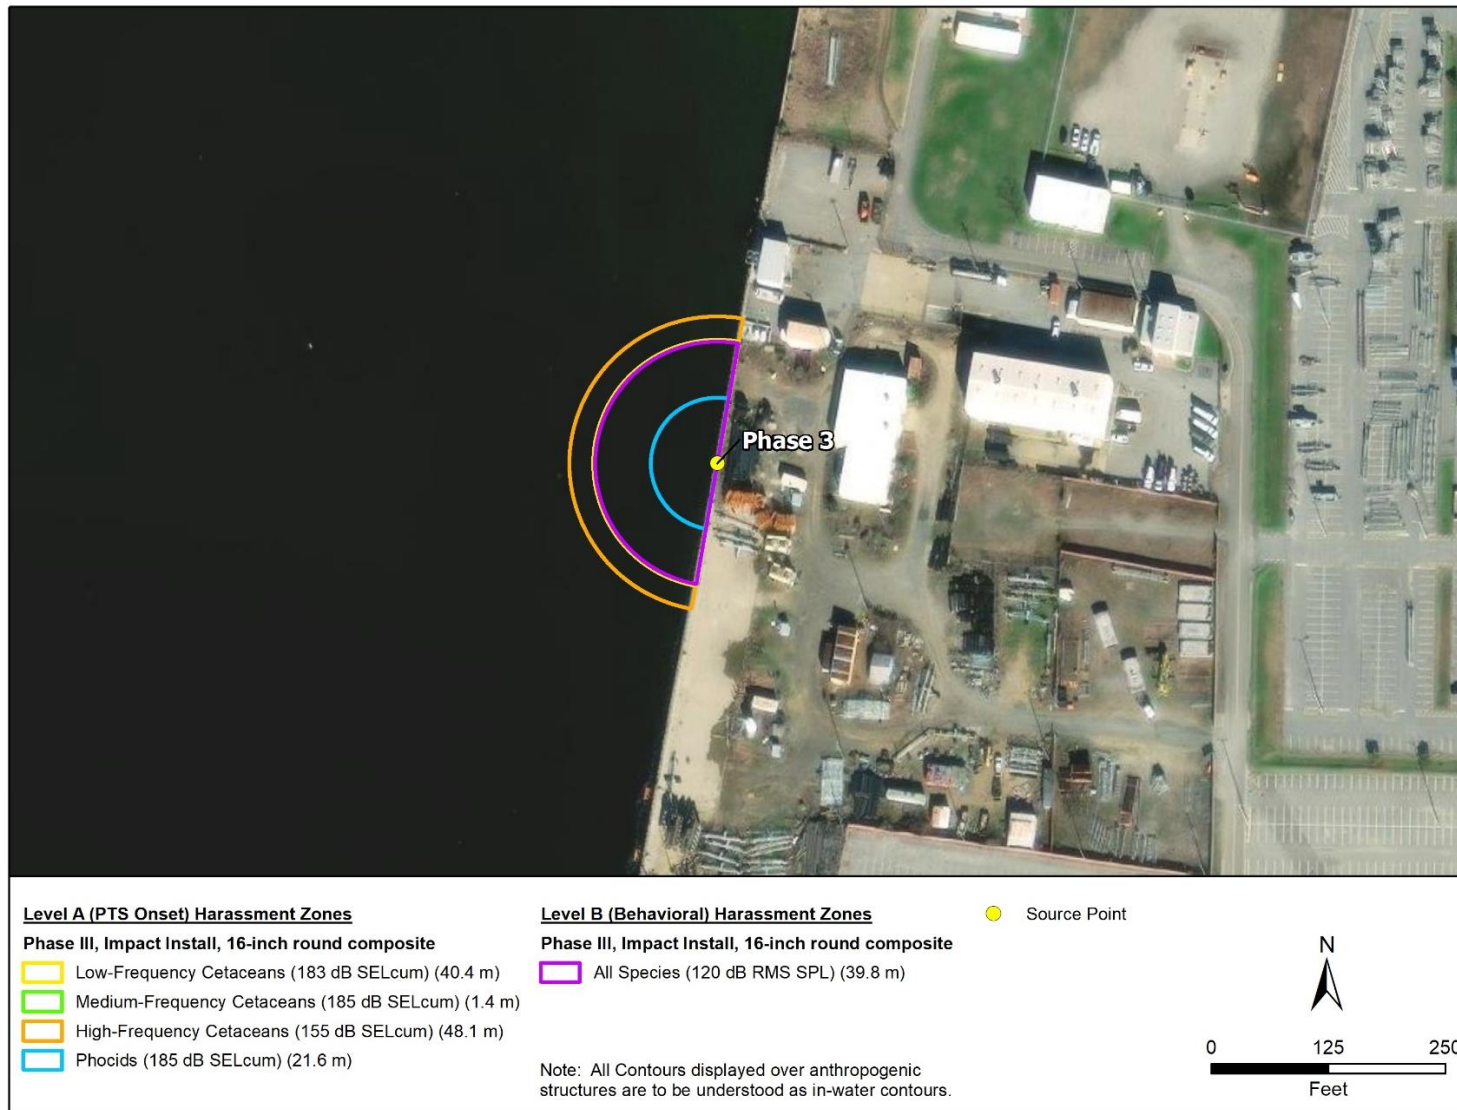 Phase 3
Level A (PTS Onset) Harassment Zones
Phase III, Impact Install, 16-inch round composite
Low-Frequency Cetaceans (183 dB SELcum) (40.4 m)
Medium-Frequency Cetaceans (185 dB SELcum) (1.4 m)
High-Frequency Cetaceans (155 dB SELcum) (48.1 m)
Phocids (185 dB SELcum) (21.6 m)
Level B (Behavioral) Harassment Zones
Phase III, Impact Install, 16-inch round composite
All Species (120 dB RMS SPL) (39.8 m)
Note: All Contours displayed over anthropogenic
structures are to be understood as in-water contours.
Source Point
N
0 125 250
Feet